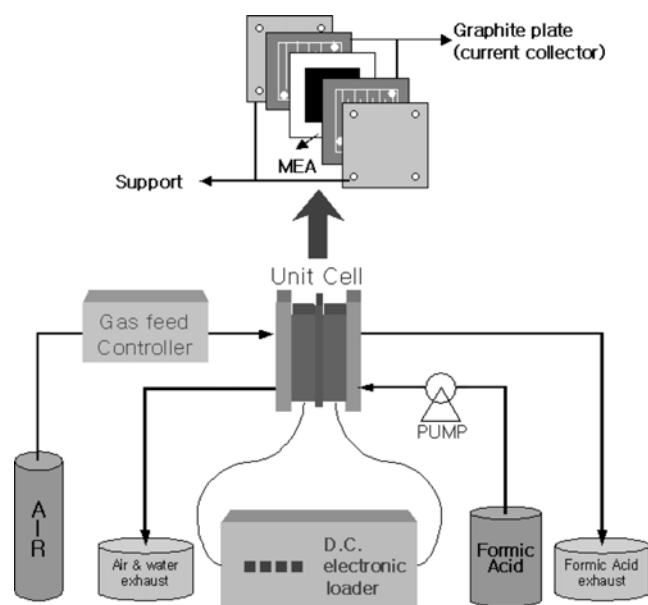 Graphite plate
(current collector)
MEA
Support
Unit Cell
Gas feed
Controller
PUMP
AIR
Air & water
exhaust
D.C.
electronic
loader
Formic
Acid
Formic Acid
exhaust